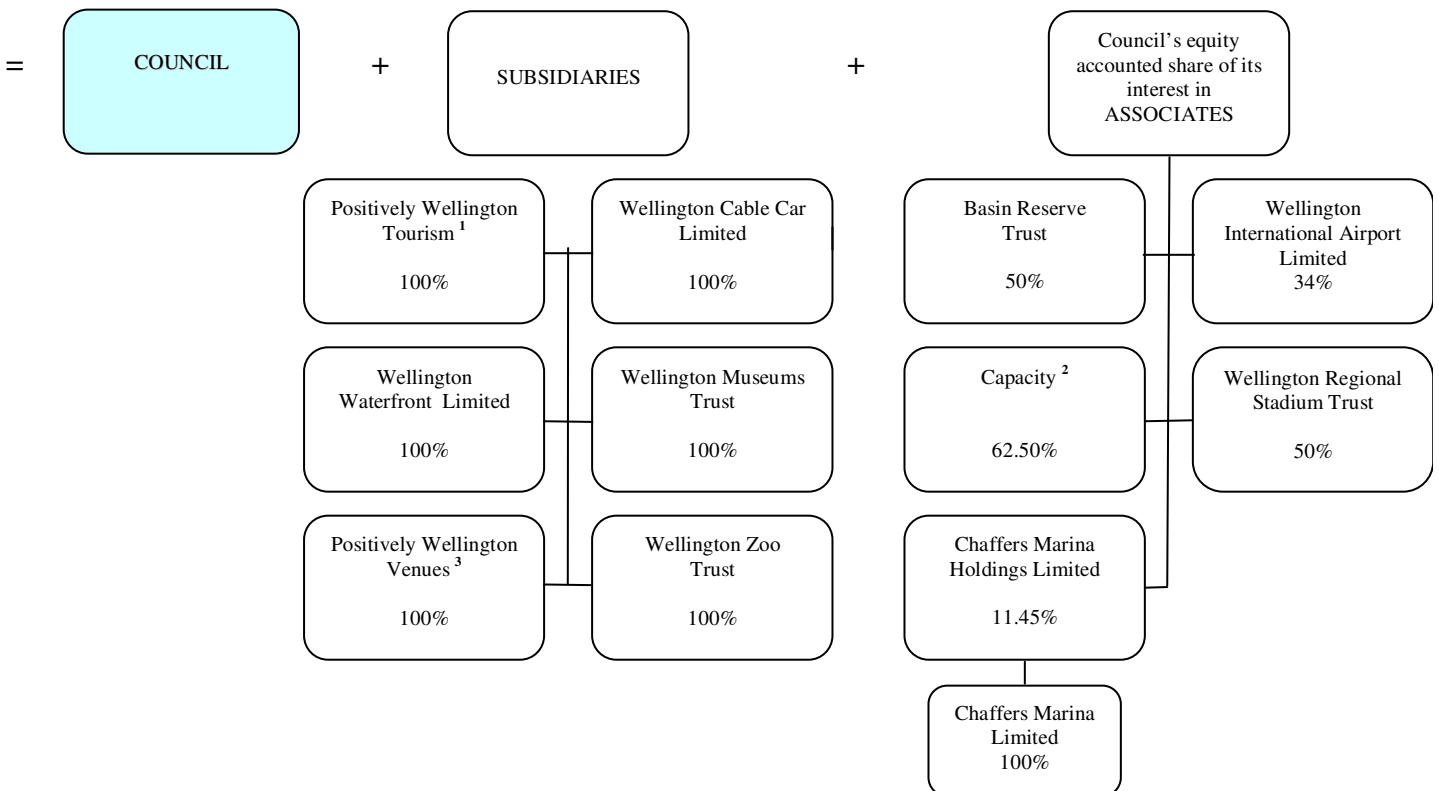 =
COUNCIL
+
SUBSIDIARIES
+
Council’s equity
accounted share of its
interest in
ASSOCIATES
Positively Wellington
Tourism 1
100%
Wellington Cable Car
Limited
100%
Basin Reserve
Trust
50%
Wellington
International Airport
Limited
34%
Wellington
Waterfront Limited
100%
Wellington Museums
Trust
100%
Capacity 2
62.50%
Wellington Regional
Stadium Trust
50%
Positively Wellington
Venues 3
100%
Wellington Zoo
Trust
100%
Chaffers Marina
Holdings Limited
11.45%
Chaffers Marina
Limited
100%